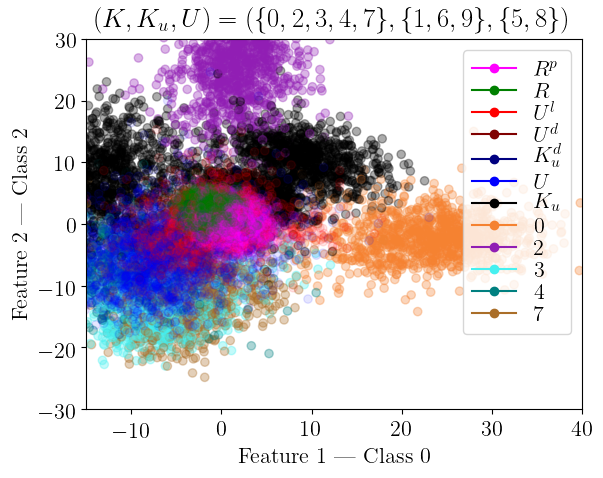 (K, K_u, U) = ({0, 2, 3, 4, 7}, {1, 6, 9}, {5, 8})
30
20
10
0
−10
−20
−30
Feature 2 — Class 2
−10
0
10
20
30
40
Feature 1 — Class 0
R^p
R
U^l
U^d
K_u^d
U
K_u
0
2
3
4
7